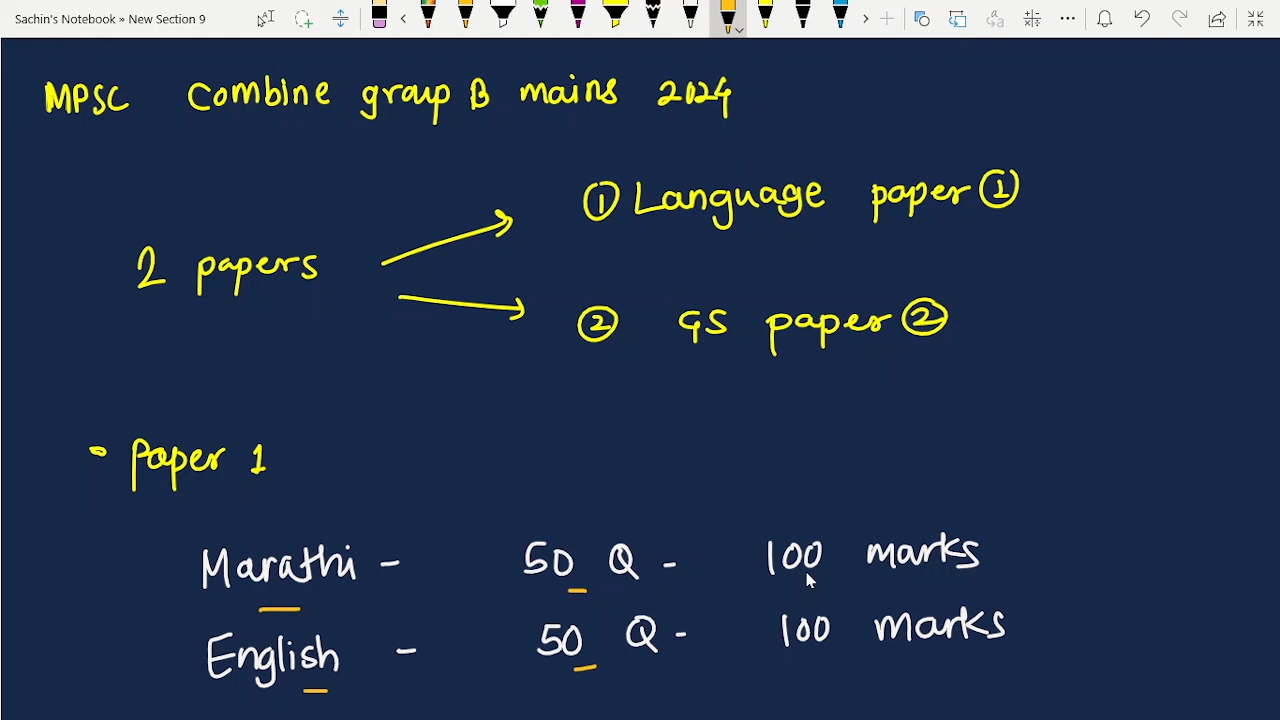 Sachin's Notebook » New Section 9
MPSC Combine group B mains 2024
① Language paper ①
2 papers
② GS paper ②
Paper 1
Marathi - 50 Q - 100 marks
English - 50 Q - 100 marks